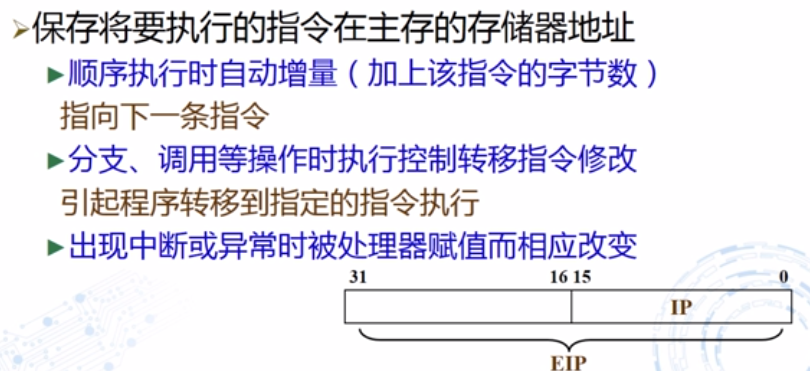 ➢保存将要执行的指令在主存的存储器地址
►顺序执行时自动增量（加上该指令的字节数）
指向下一条指令
►分支、调用等操作时执行控制转移指令修改
引起程序转移到指定的指令执行
►出现中断或异常时被处理器赋值而相应改变
31 16 15 0
IP
EIP